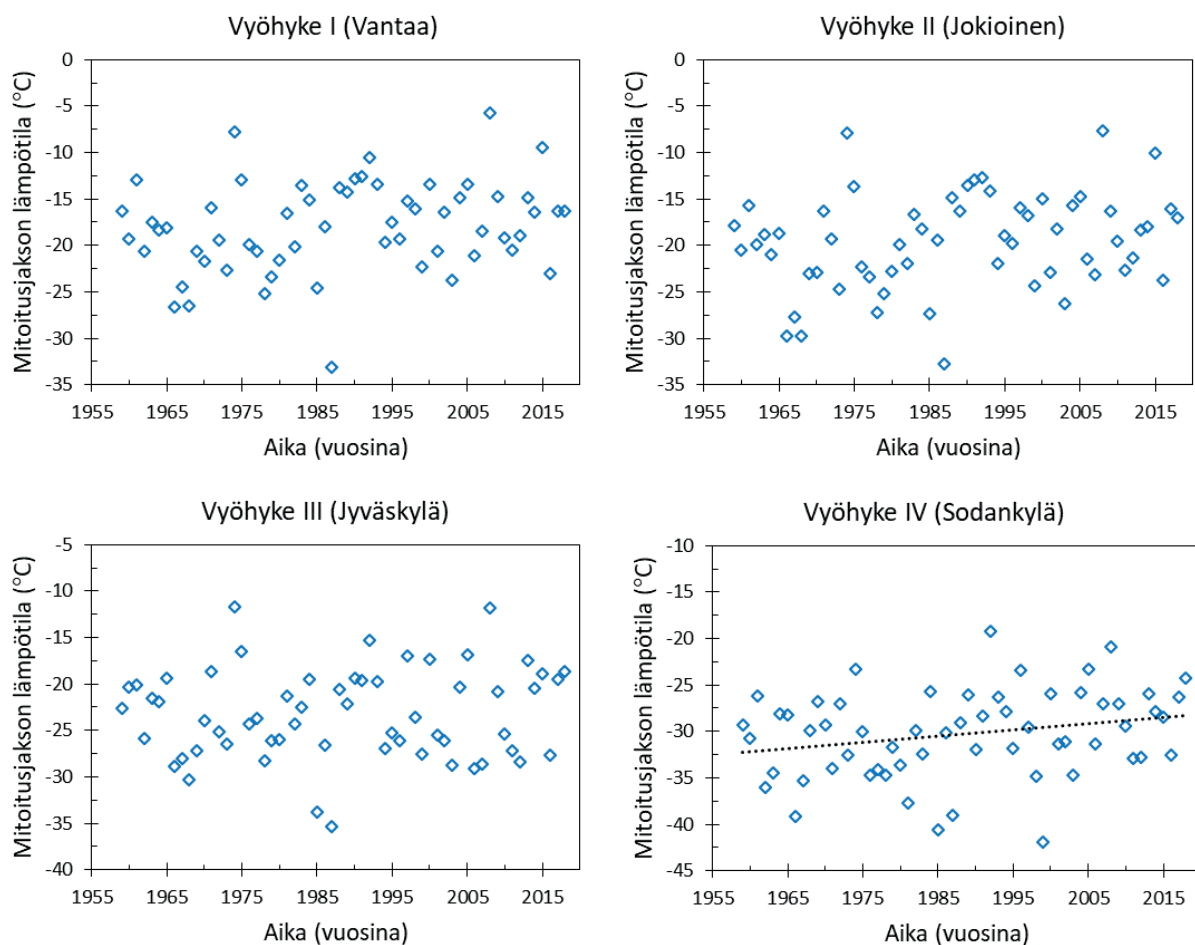 Vyöhyke I (Vantaa)
Mitoitusjakson lämpötila (°C)
0
-5
-10
-15
-20
-25
-30
-35
1955 1965 1975 1985 1995 2005 2015
Aika (vuosina)
Vyöhyke II (Jokioinen)
Mitoitusjakson lämpötila (°C)
0
-5
-10
-15
-20
-25
-30
-35
1955 1965 1975 1985 1995 2005 2015
Aika (vuosina)
Vyöhyke III (Jyväskylä)
Mitoitusjakson lämpötila (°C)
-5
-10
-15
-20
-25
-30
-35
-40
1955 1965 1975 1985 1995 2005 2015
Aika (vuosina)
Vyöhyke IV (Sodankylä)
Mitoitusjakson lämpötila (°C)
-10
-15
-20
-25
-30
-35
-40
-45
1955 1965 1975 1985 1995 2005 2015
Aika (vuosina)